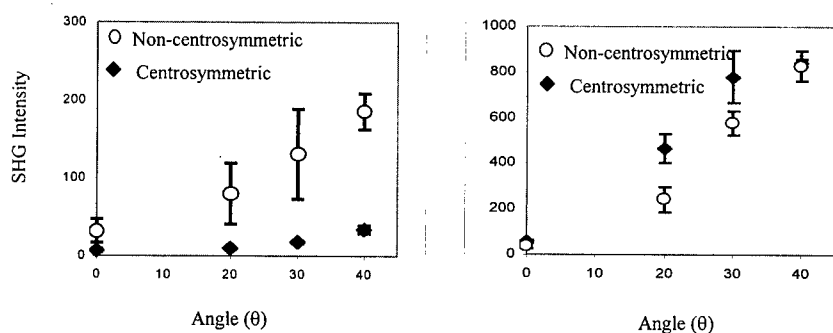 300
200
100
0
SHG Intensity
Non-centrosymmetric
Centrosymmetric
0 10 20 30 40
Angle (θ)
1000
800
600
400
200
0
Non-centrosymmetric
Centrosymmetric
0 10 20 30 40
Angle (θ)